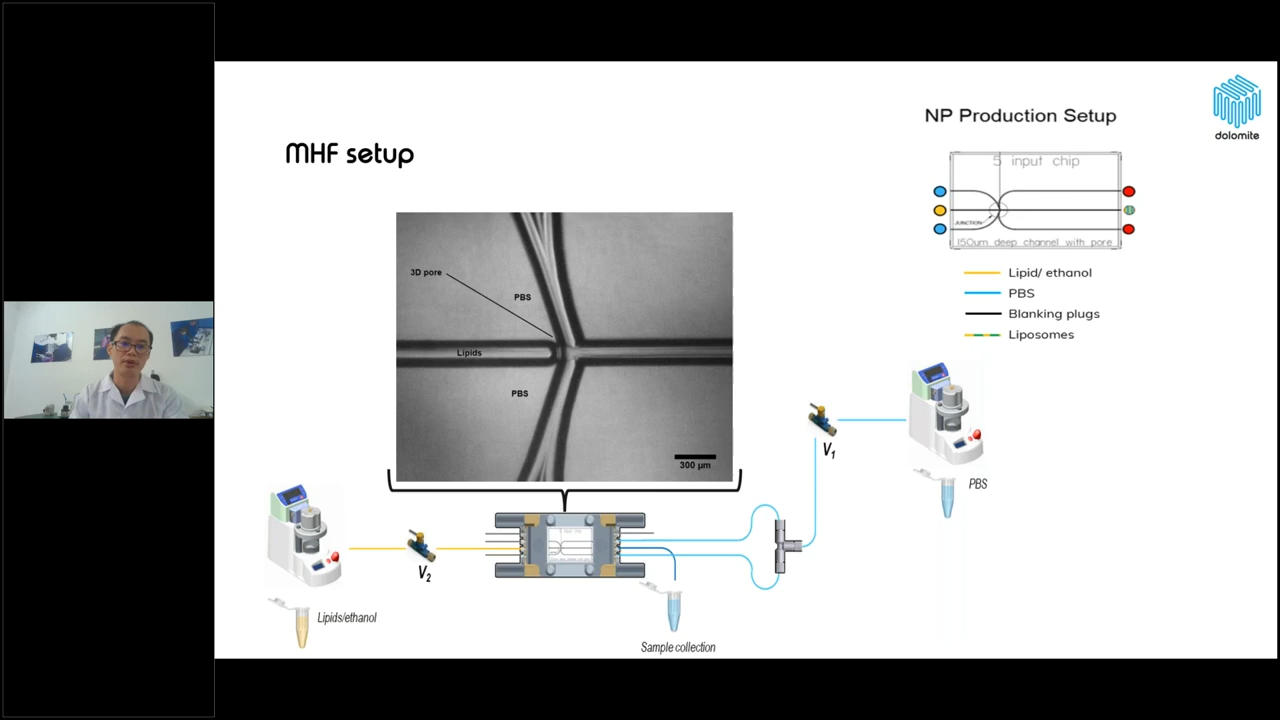 MHF setup
NP Production Setup
dolomite
5 input chip
JUNCTION
150um deep channel with pore
Lipid/ ethanol
PBS
Blanking plugs
Liposomes
3D pore
PBS
Lipids
PBS
300 µm
V1
PBS
V2
Lipids/ethanol
Sample collection